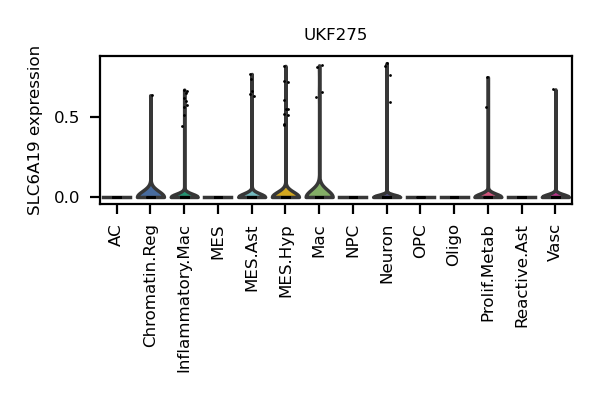 UKF275
SLC6A19 expression
0.5
0.0
AC
Chromatin.Reg
Inflammatory.Mac
MES
MES.Ast
MES.Hyp
Mac
NPC
Neuron
OPC
Oligo
Prolif.Metab
Reactive.Ast
Vasc